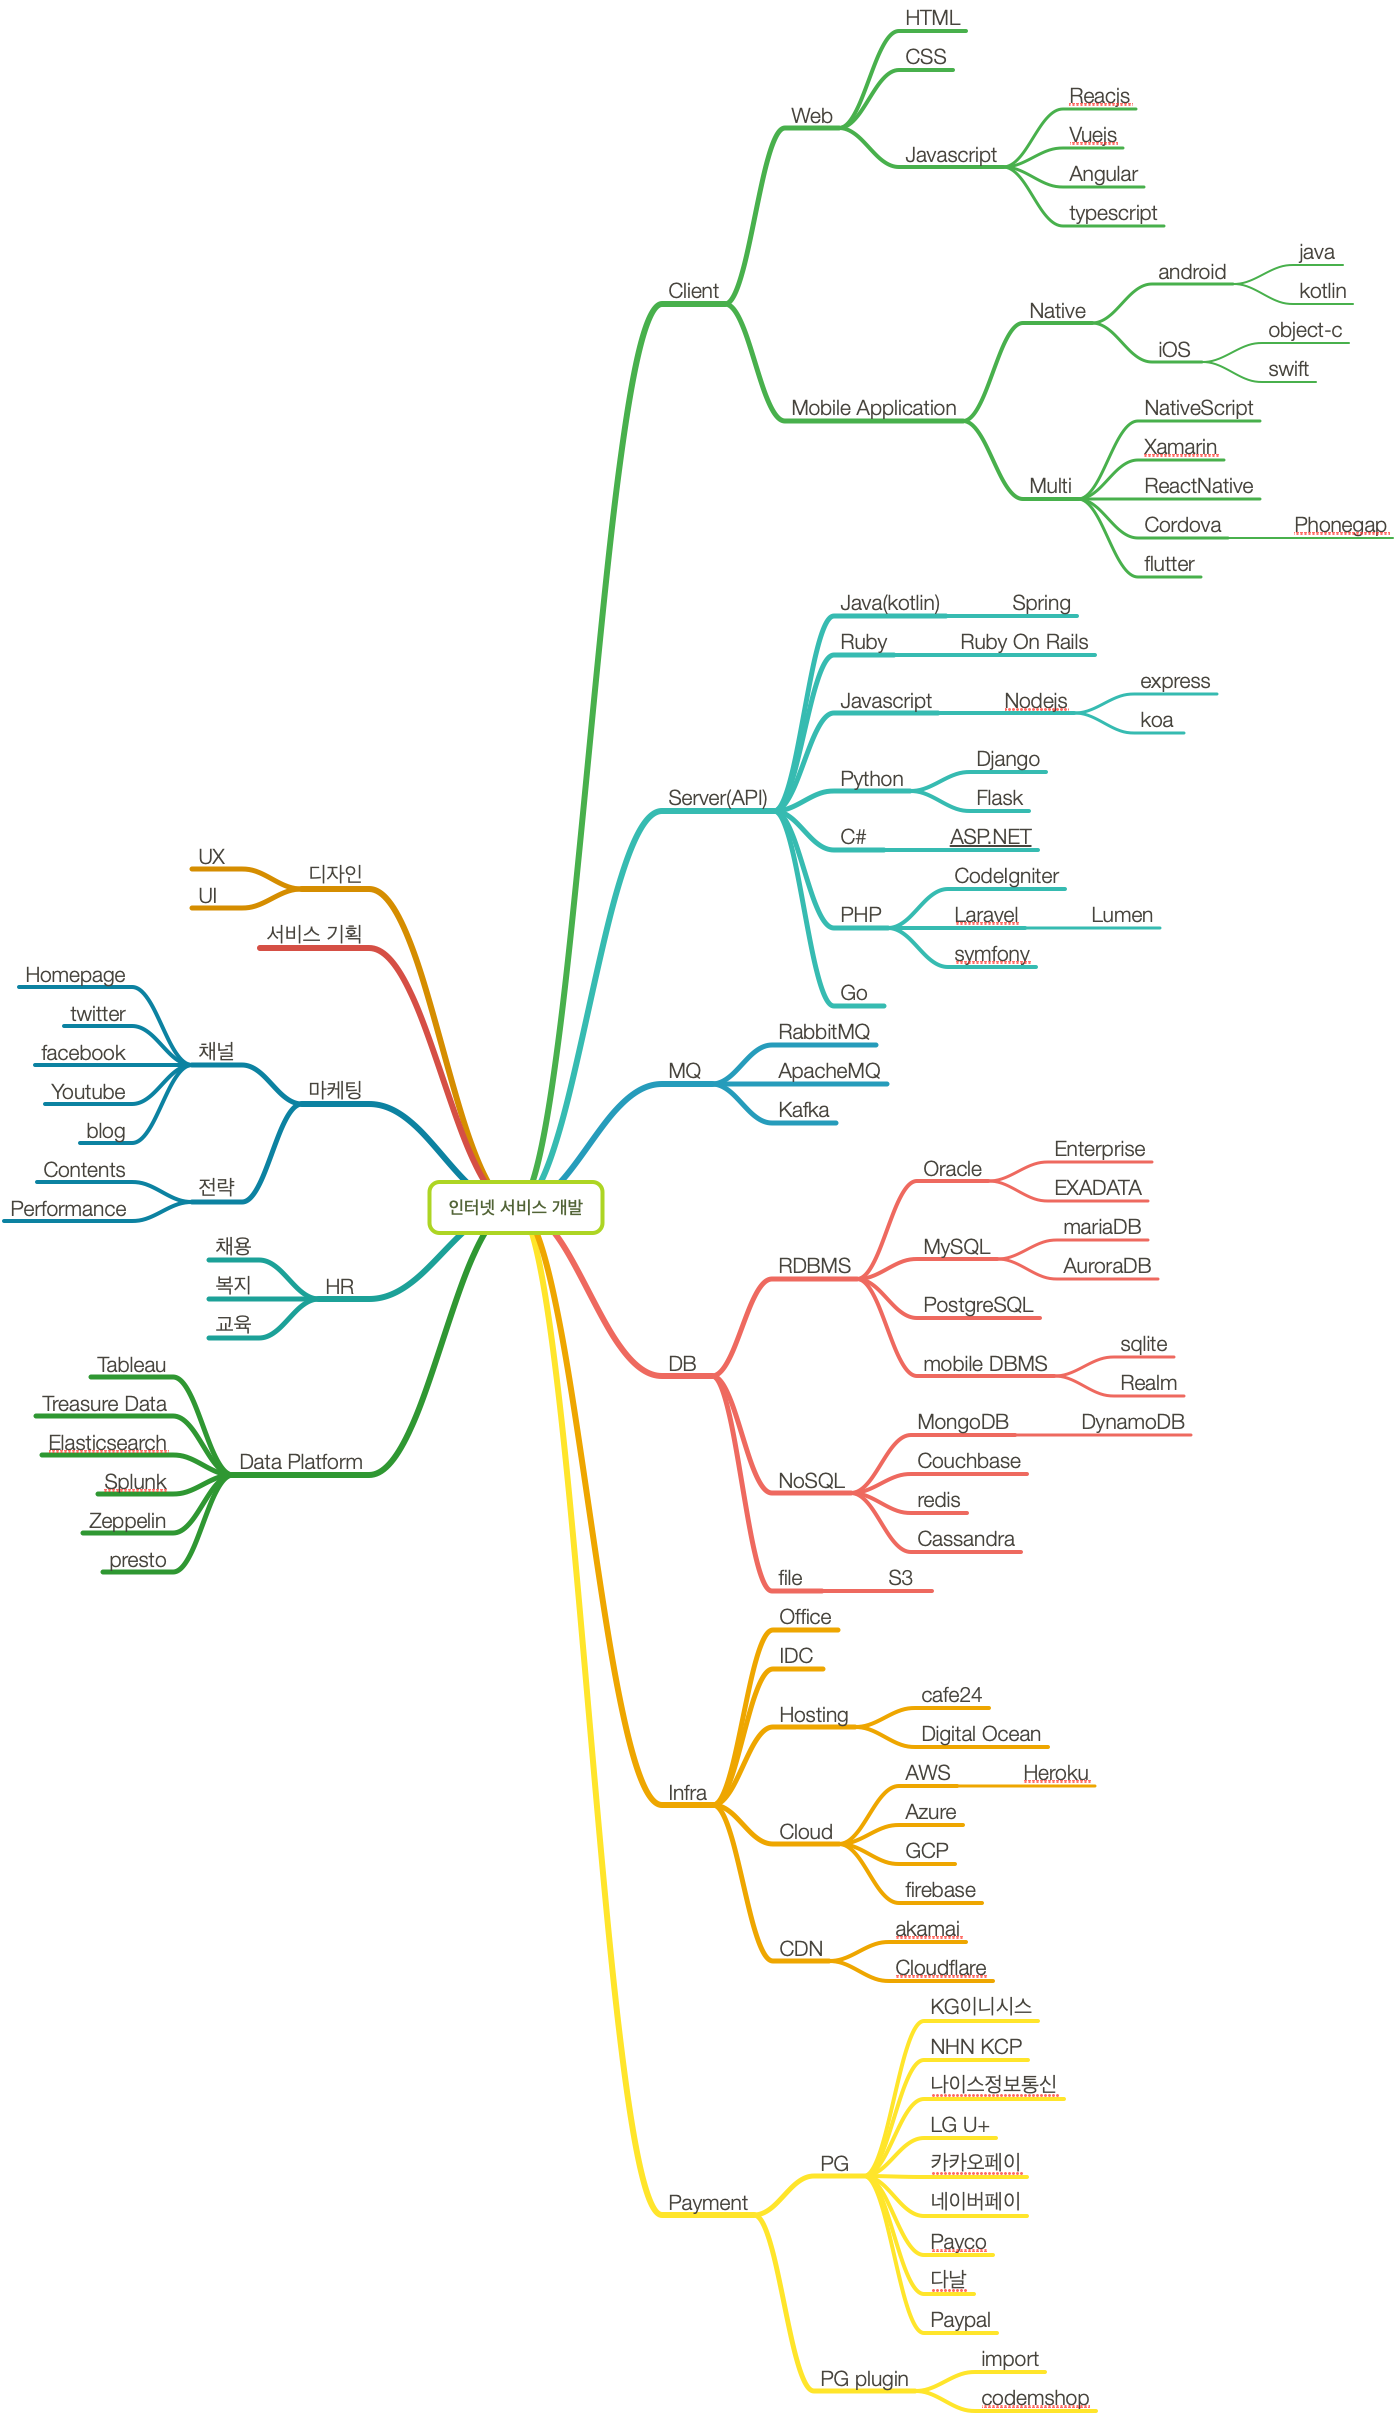 HTML
CSS
Web
Reacjs
Vuejs
Javascript
Angular
typescript
Client
java
android
kotlin
Native
object-c
iOS
swift
Mobile Application
NativeScript
Xamarin
Multi
ReactNative
Cordova
Phonegap
flutter
Java(kotlin)
Spring
Ruby
Ruby On Rails
Javascript
Nodejs
express
koa
Server(API)
Python
Django
Flask
C#
ASP.NET
PHP
CodeIgniter
Laravel
Lumen
symfony
Go
MQ
RabbitMQ
ApacheMQ
Kafka
디자인
UX
UI
서비스 기획
마케팅
채널
Homepage
twitter
facebook
Youtube
blog
전략
Contents
Performance
인터넷 서비스 개발
HR
채용
복지
교육
Data Platform
Tableau
Treasure Data
Elasticsearch
Splunk
Zeppelin
presto
DB
RDBMS
Oracle
Enterprise
EXADATA
MySQL
mariaDB
AuroraDB
PostgreSQL
mobile DBMS
sqlite
Realm
NoSQL
MongoDB
DynamoDB
Couchbase
redis
Cassandra
file
S3
Infra
Office
IDC
Hosting
cafe24
Digital Ocean
Cloud
AWS
Heroku
Azure
GCP
firebase
CDN
akamai
Cloudflare
Payment
PG
KG이니시스
NHN KCP
나이스정보통신
LG U+
카카오페이
네이버페이
Payco
다날
Paypal
PG plugin
import
codemshop